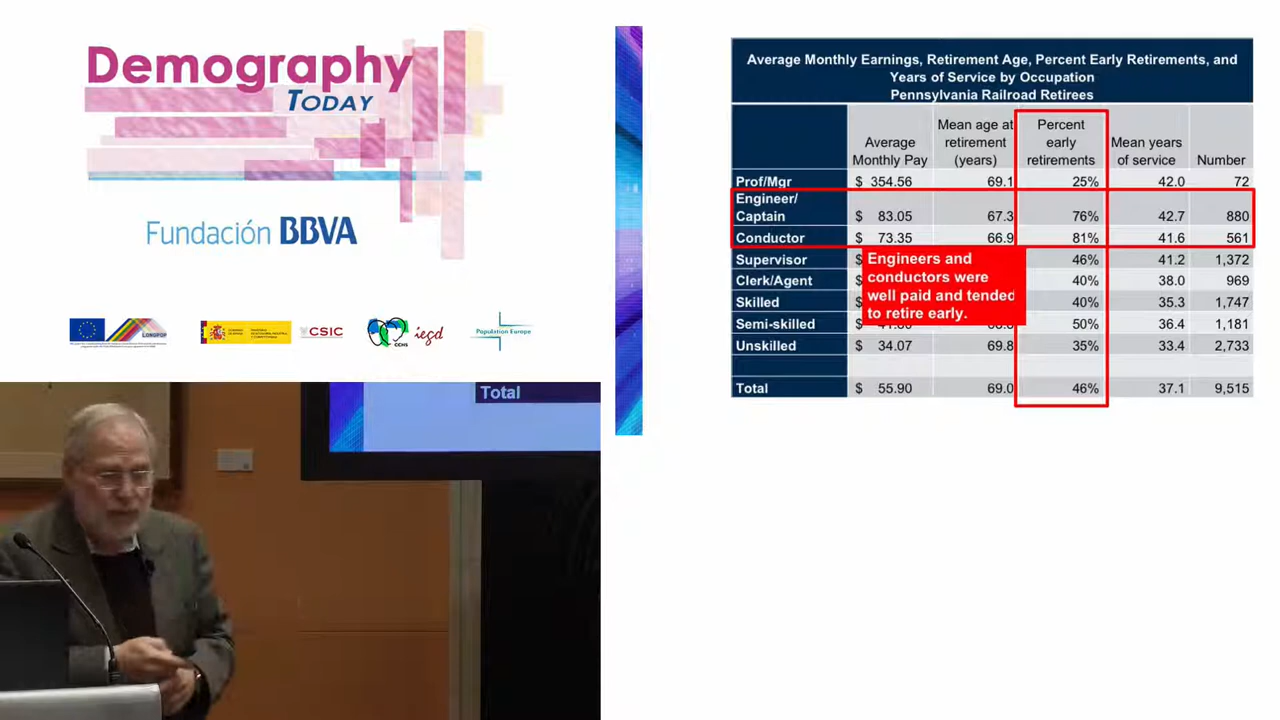 Demography
TODAY
Fundación BBVA
LONGPOP
CSIC
CCHS
iegd
Population Europe
Total
Average Monthly Earnings, Retirement Age, Percent Early Retirements, and
Years of Service by Occupation
Pennsylvania Railroad Retirees
Average Monthly Pay
Mean age at retirement (years)
Percent early retirements
Mean years of service
Number
Prof/Mgr $ 354.56 69.1 25% 42.0 72
Engineer/
Captain $ 83.05 67.3 76% 42.7 880
Conductor $ 73.35 66.9 81% 41.6 561
Supervisor $ 46% 41.2 1,372
Clerk/Agent $ 40% 38.0 969
Skilled $ 40% 35.3 1,747
Semi-skilled $ 50% 36.4 1,181
Unskilled $ 34.07 69.8 35% 33.4 2,733
Total $ 55.90 69.0 46% 37.1 9,515
Engineers and
conductors were
well paid and tended
to retire early.